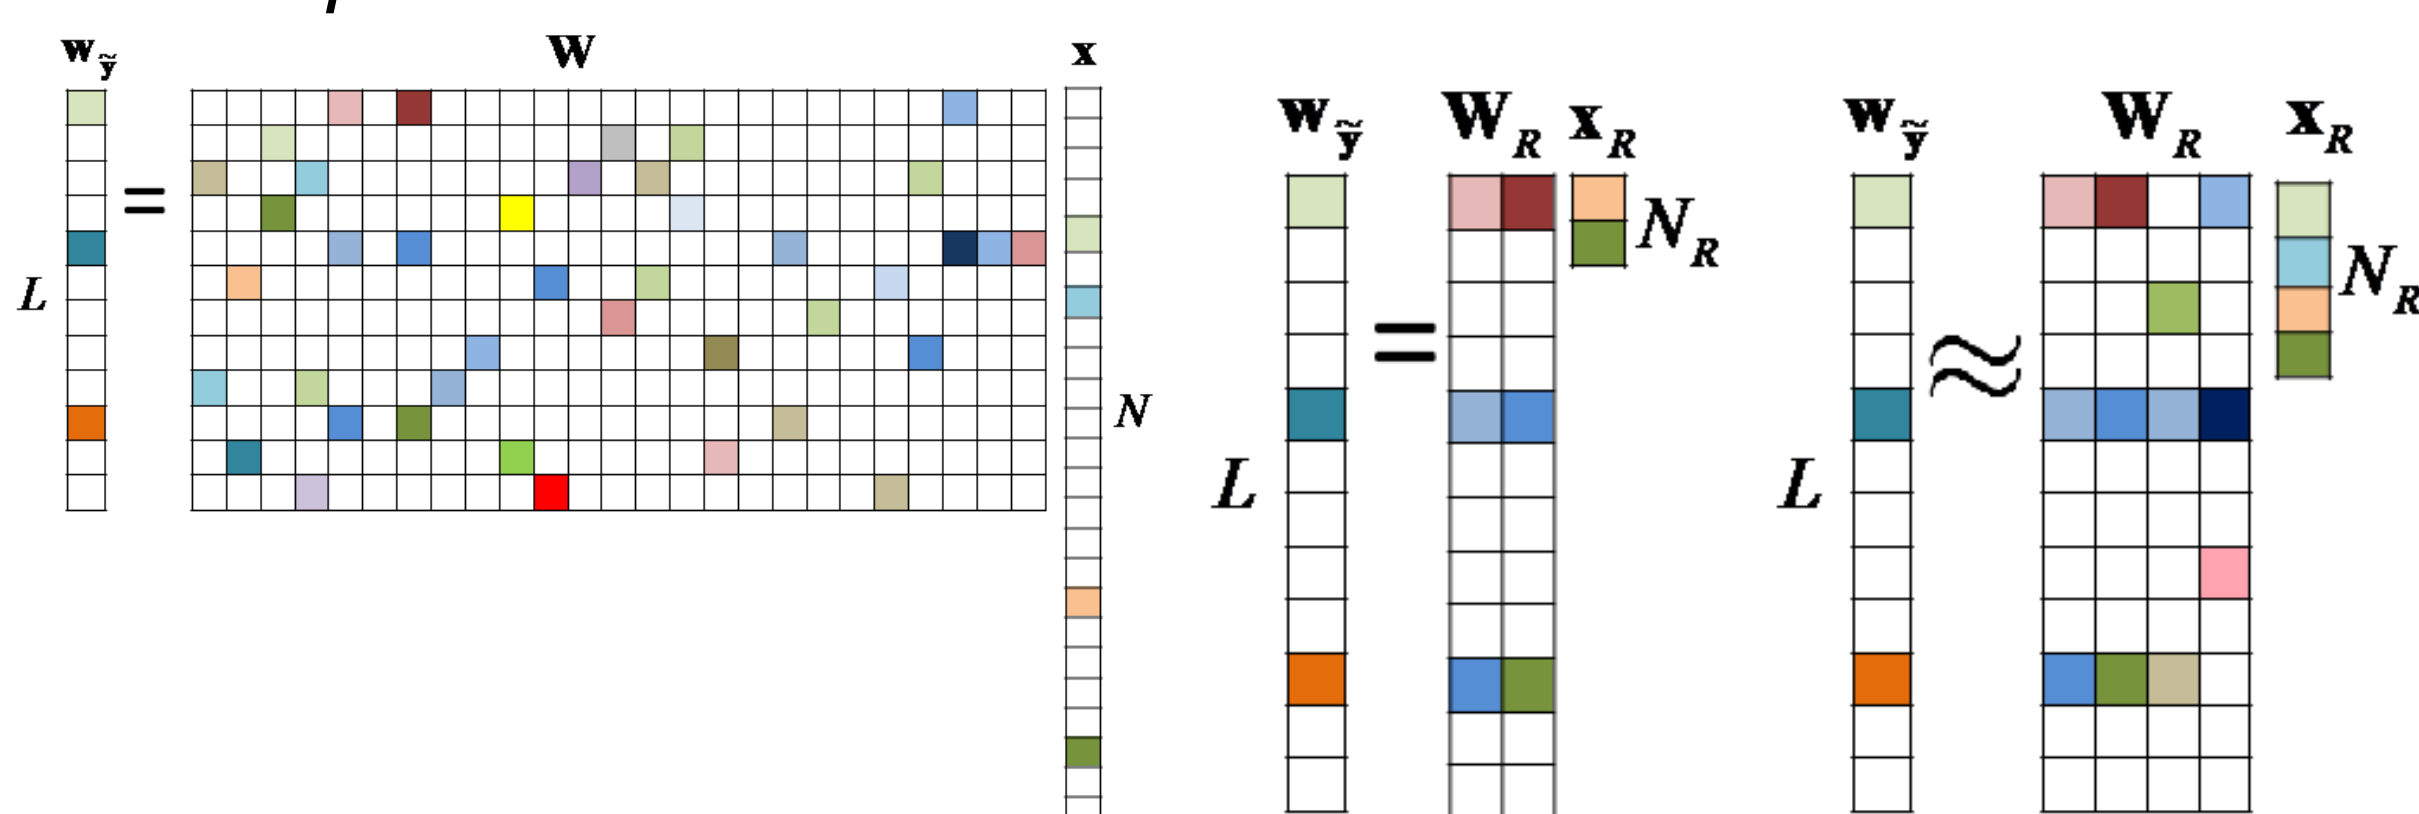 w_ỹ = W x
L
N
w_ỹ = W_R x_R
N_R
L
w_ỹ ≈ W_R x_R
N_R
L